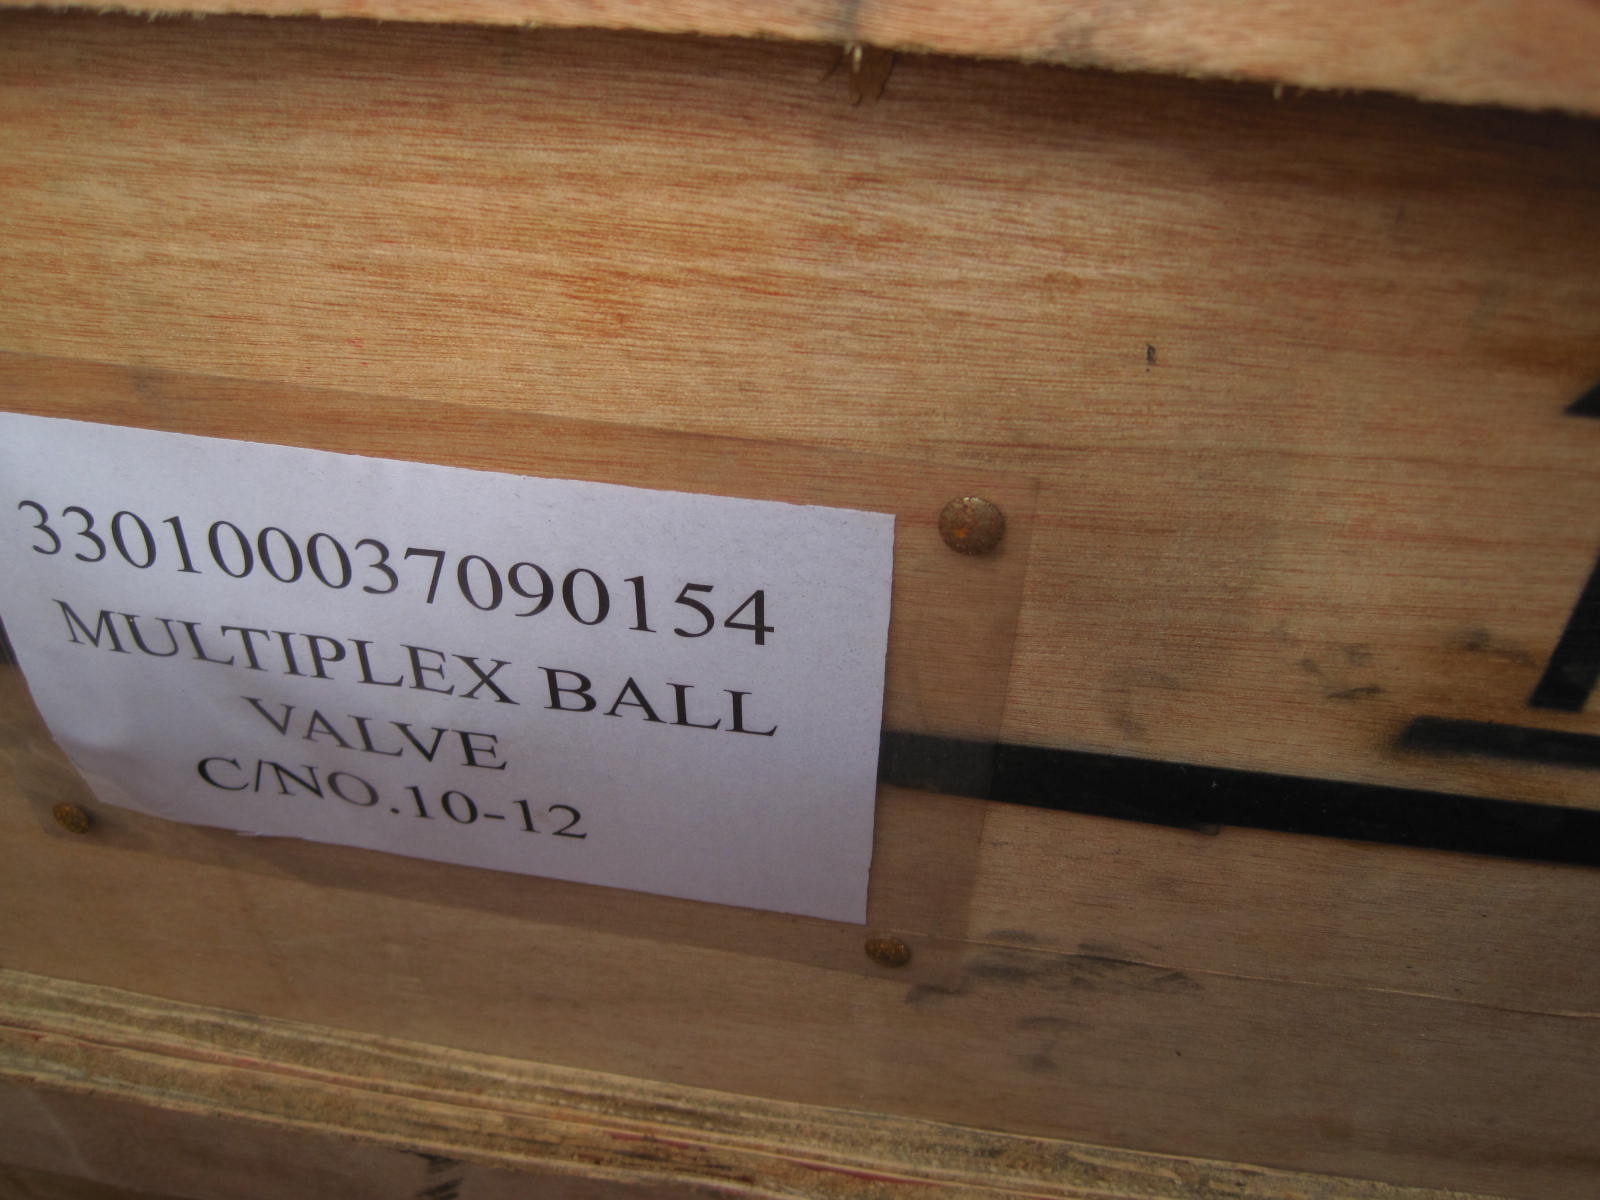 330100037090154
MULTIPLEX BALL
VALVE
C/NO.10-12